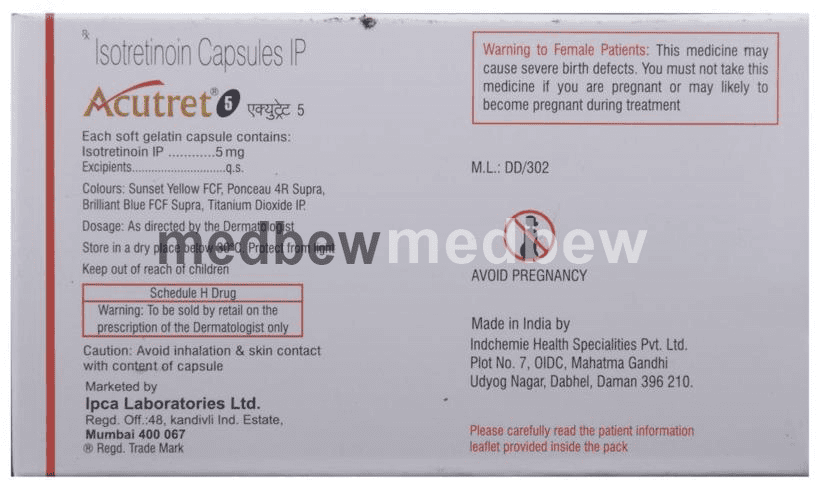 ℞ Isotretinoin Capsules IP
Acutret® 5 एक्युट्रेट 5
Each soft gelatin capsule contains:
Isotretinoin IP ............5 mg
Excipients............................q.s.
Colours: Sunset Yellow FCF, Ponceau 4R Supra,
Brilliant Blue FCF Supra, Titanium Dioxide IP.
Dosage: As directed by the Dermatologist
Store in a dry place below 30°C. Protect from light
Keep out of reach of children
Schedule H Drug
Warning: To be sold by retail on the
prescription of the Dermatologist only
Caution: Avoid inhalation & skin contact
with content of capsule
Marketed by
Ipca Laboratories Ltd.
Regd. Off.:48, kandivli Ind. Estate,
Mumbai 400 067
® Regd. Trade Mark
Warning to Female Patients: This medicine may
cause severe birth defects. You must not take this
medicine if you are pregnant or may likely to
become pregnant during treatment
M.L.: DD/302
AVOID PREGNANCY
Made in India by
Indchemie Health Specialities Pvt. Ltd.
Plot No. 7, OIDC, Mahatma Gandhi
Udyog Nagar, Dabhel, Daman 396 210.
Please carefully read the patient information
leaflet provided inside the pack
medbew medbew